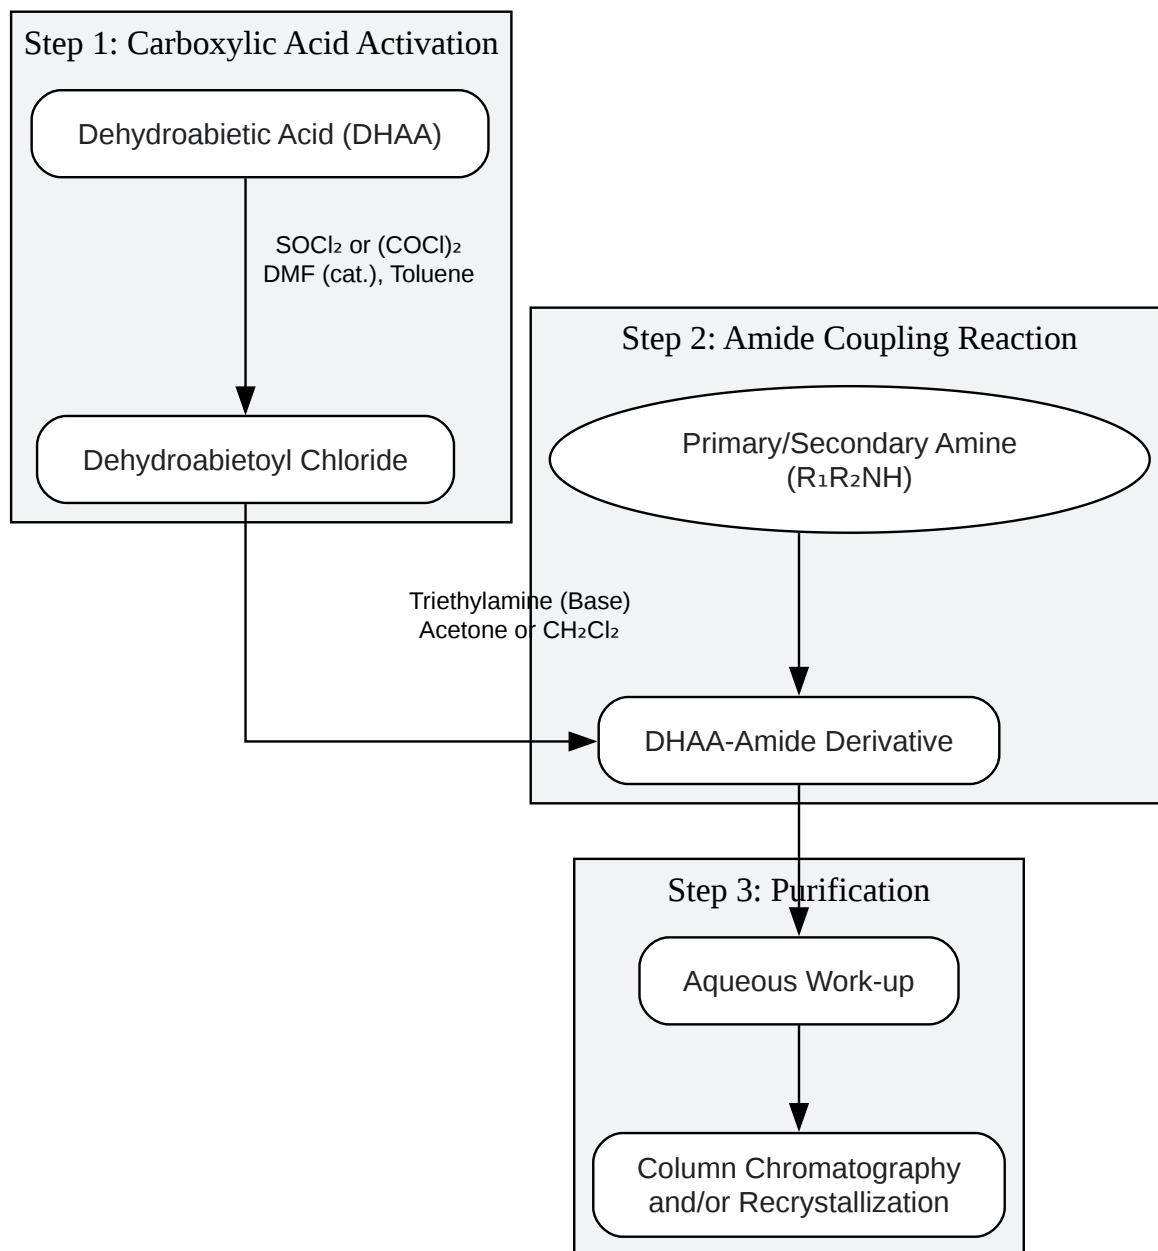 Step 1: Carboxylic Acid Activation
Dehydroabietic Acid (DHAA)
SOCl₂ or (COCl)₂
DMF (cat.), Toluene
Dehydroabietoyl Chloride
Step 2: Amide Coupling Reaction
Primary/Secondary Amine
(R₁R₂NH)
Triethylamine (Base)
Acetone or CH₂Cl₂
DHAA-Amide Derivative
Step 3: Purification
Aqueous Work-up
Column Chromatography
and/or Recrystallization